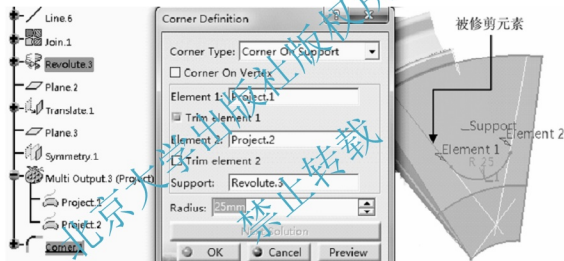 Line.6
Join.1
Revolute.3
Plane.2
Translate.1
Plane.3
Symmetry.1
Multi Output.3 (Project)
Project.1
Project.2
Corner.1
Corner Definition
Corner Type: Corner On Support
Corner On Vertex
Element 1: Project.1
Trim element 1
Element 2: Project.2
Trim element 2
Support: Revolute.3
Radius: 25mm
Next Solution
OK
Cancel
Preview
被修剪元素
Support
Element 2
Element 1
R 25
北京大学出版社版权所有
禁止转载